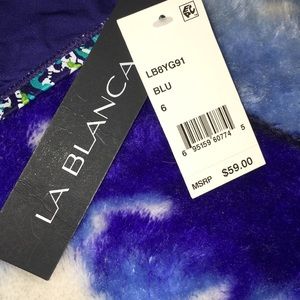 LA BLANCA
LB8YG91
BLU
6
6 95159 60774 5
MSRP $59.00